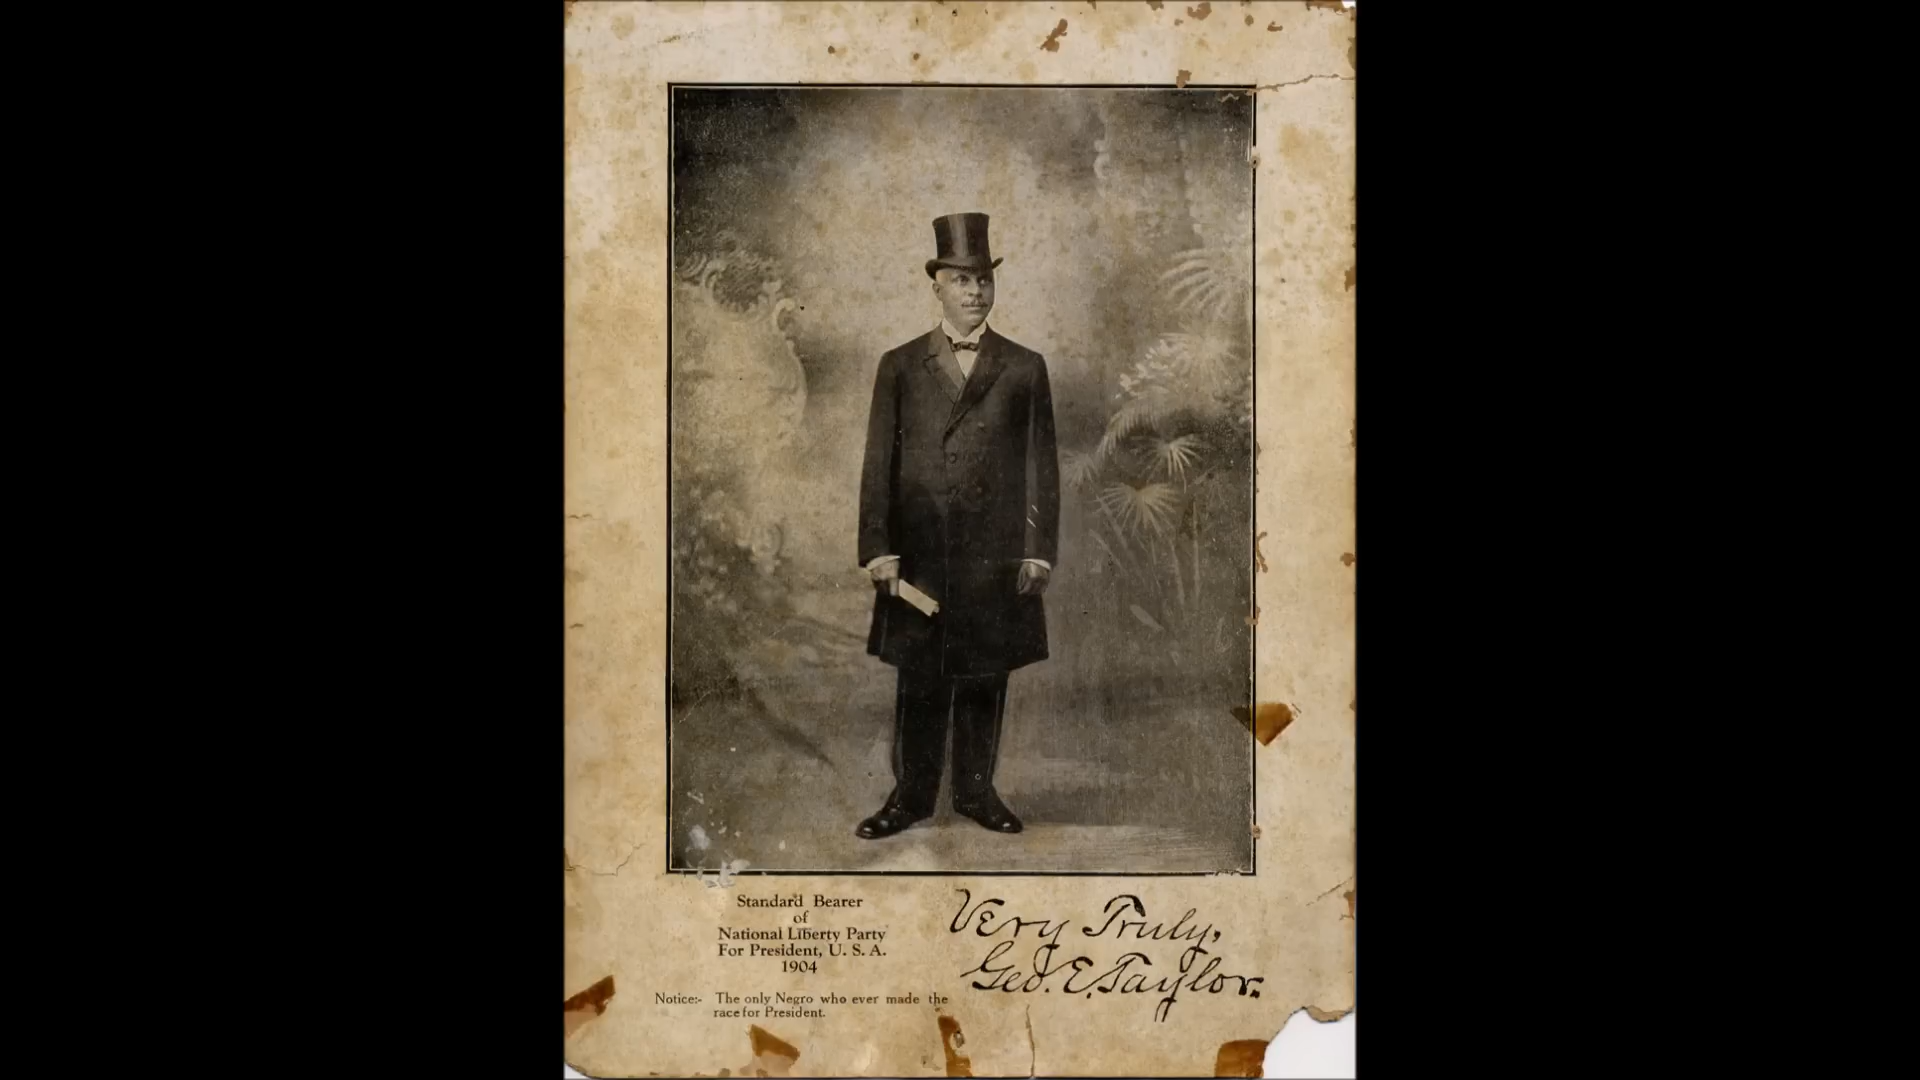 Standard Bearer
of
National Liberty Party
For President, U. S. A.
1904
Notice:- The only Negro who ever made the
race for President.
Very Truly,
Geo. E. Taylor.